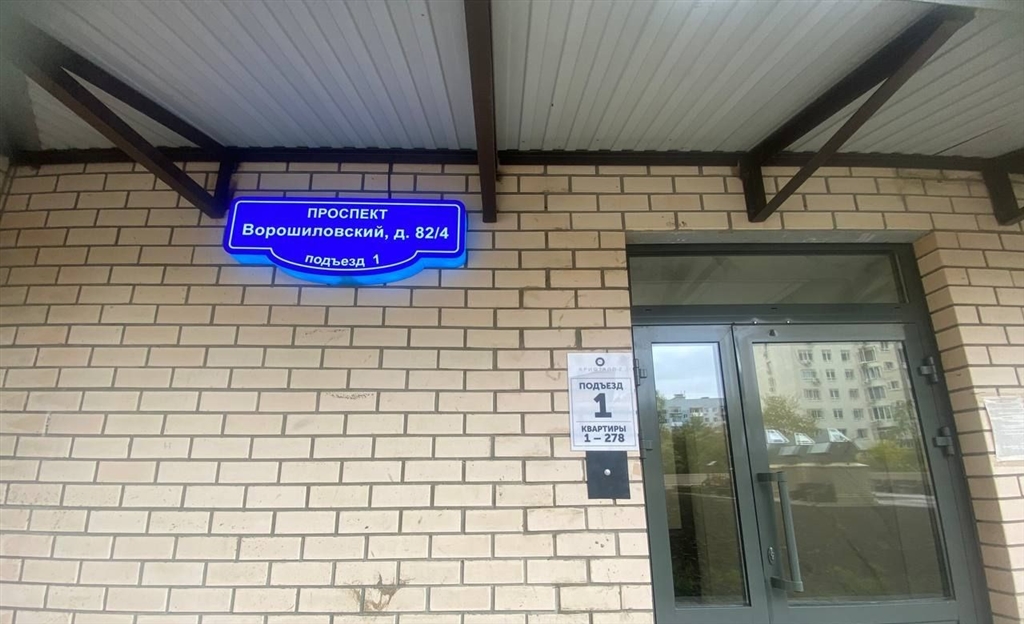 ПРОСПЕКТ
Ворошиловский, д. 82/4
подъезд 1
ПОДЪЕЗД
1
КВАРТИРЫ
1 – 278